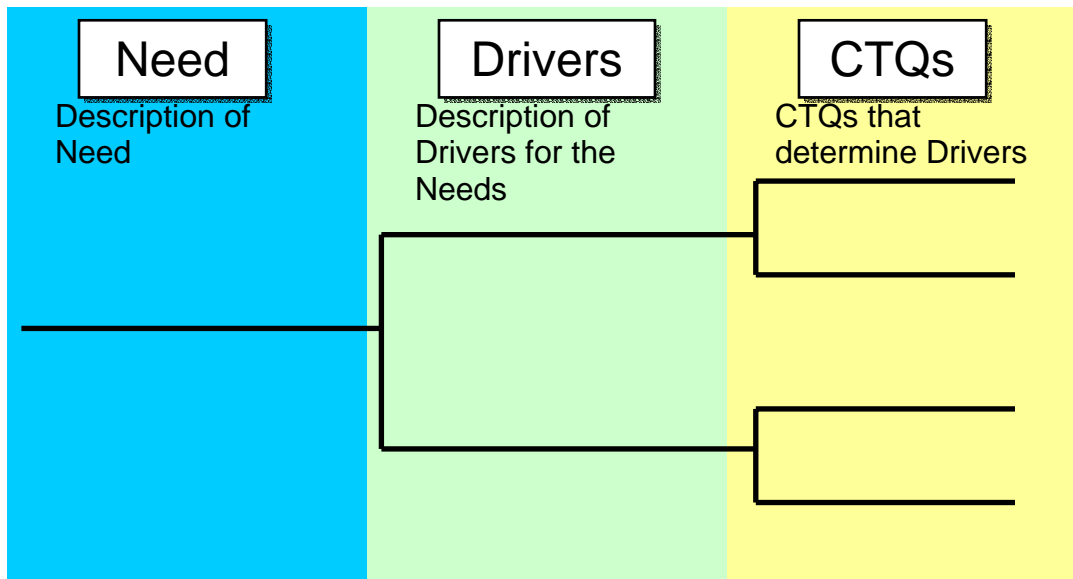 Need
Description of
Need
Drivers
Description of
Drivers for the
Needs
CTQs
CTQs that
determine Drivers